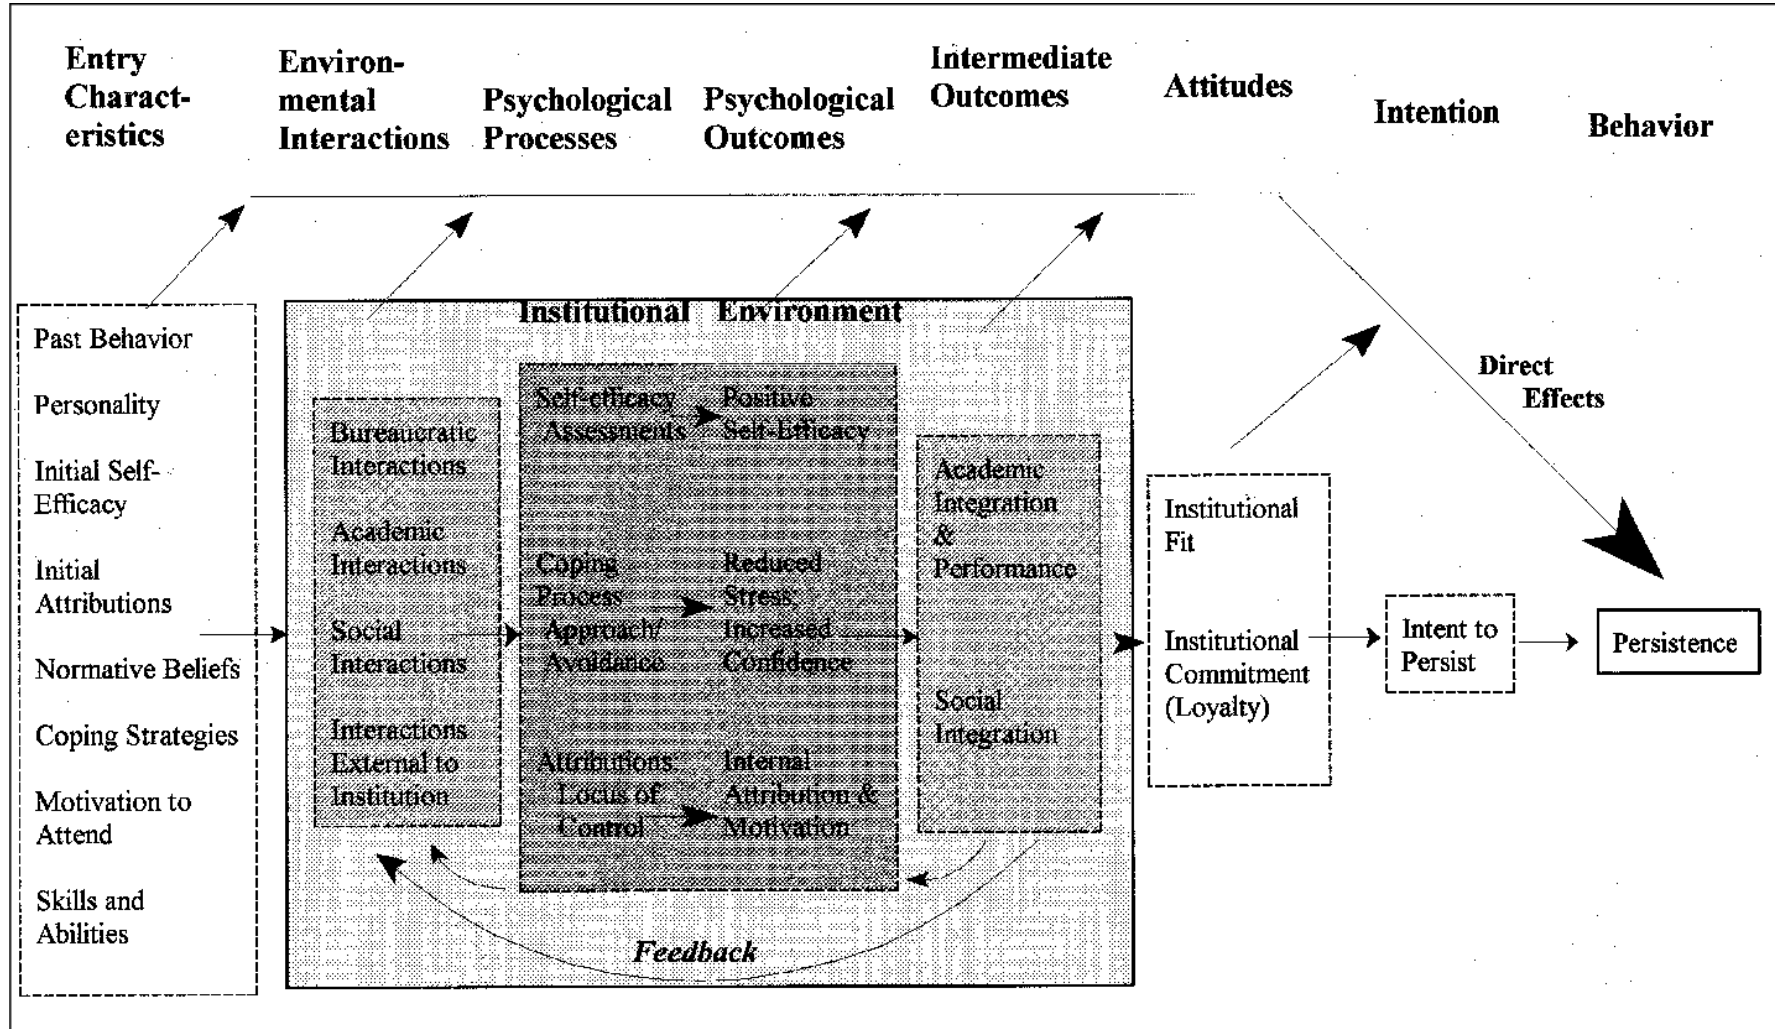 Entry
Charact-
eristics
Environ-
mental
Interactions
Psychological
Processes
Psychological
Outcomes
Intermediate
Outcomes
Attitudes
Intention
Behavior
Past Behavior
Personality
Initial Self-
Efficacy
Initial
Attributions
Normative Beliefs
Coping Strategies
Motivation to
Attend
Skills and
Abilities
Institutional Environment
Bureaucratic
Interactions
Academic
Interactions
Social
Interactions
Interactions
External to
Institution
Self-efficacy
Assessments
Coping
Process
Approach/
Avoidance
Attributions:
Locus of
Control
Positive
Self-Efficacy
Reduced
Stress;
Increased
Confidence
Internal
Attribution &
Motivation
Academic
Integration
&
Performance
Social
Integration
Feedback
Institutional
Fit
Institutional
Commitment
(Loyalty)
Intent to
Persist
Direct
Effects
Persistence